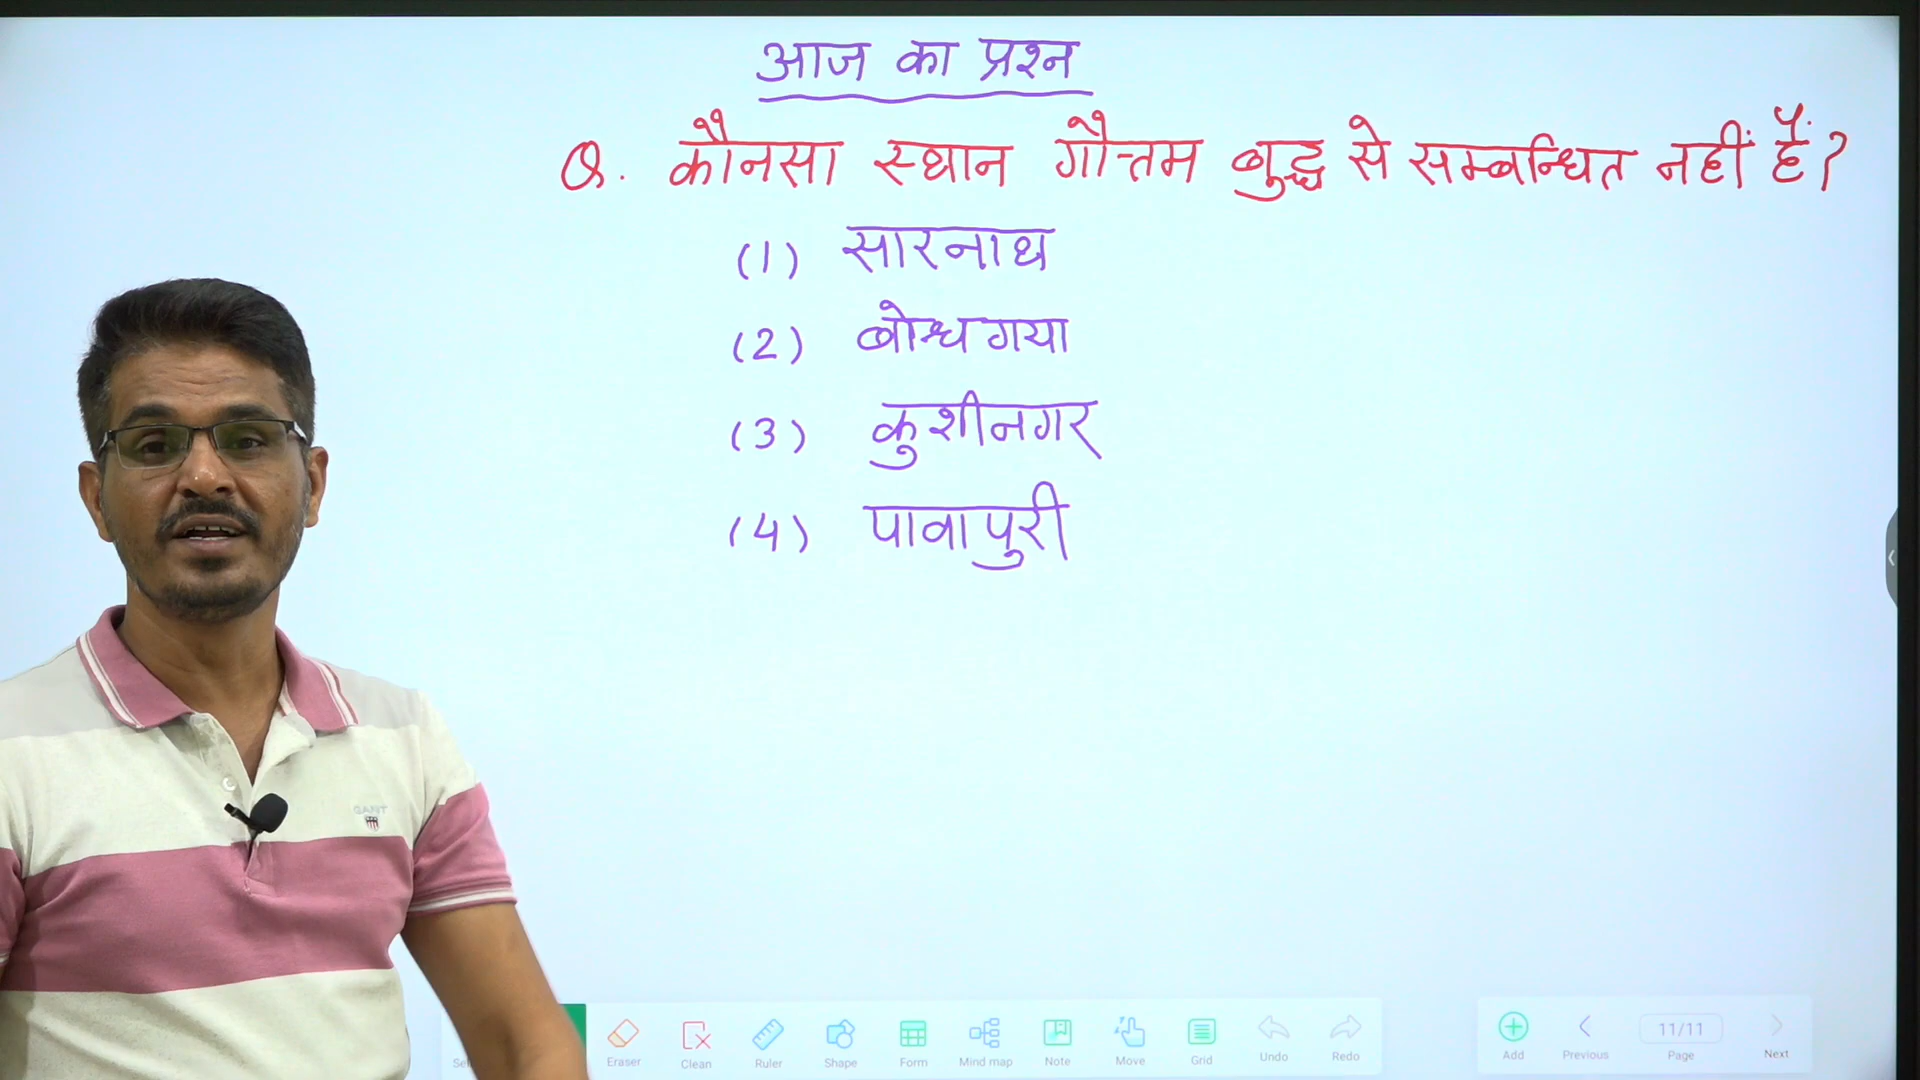 आज का प्रश्न
Q. कौनसा स्थान गौत्तम बुद्ध से सम्बन्धित नहीं हैं?
(1) सारनाथ
(2) बोधगया
(3) कुशीनगर
(4) पावापुरी
GANT
Eraser Clean Ruler Shape Form Mind map Note Move Grid Undo Redo Add Previous 11/11 Page Next